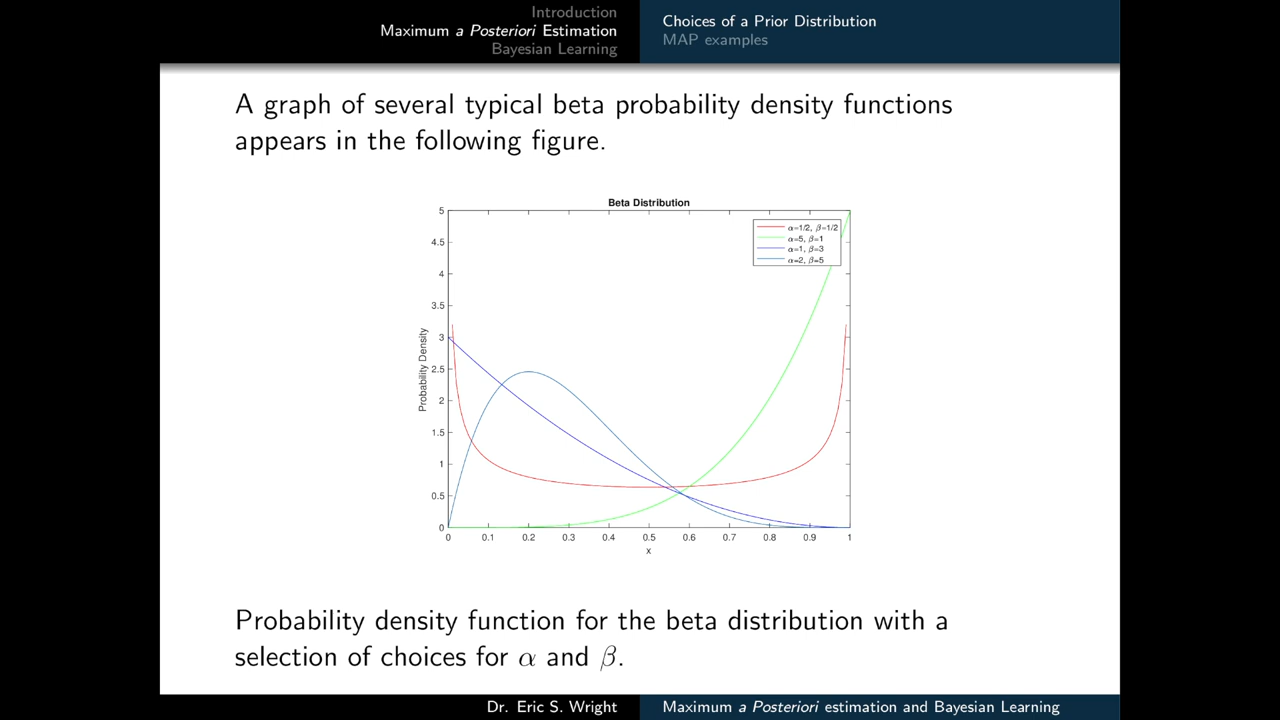 Introduction
Maximum a Posteriori Estimation
Bayesian Learning
Choices of a Prior Distribution
MAP examples
A graph of several typical beta probability density functions
appears in the following figure.
Beta Distribution
α=1/2, β=1/2
α=5, β=1
α=1, β=3
α=2, β=5
Probability Density
5
4.5
4
3.5
3
2.5
2
1.5
1
0.5
0
0 0.1 0.2 0.3 0.4 0.5 0.6 0.7 0.8 0.9 1
x
Probability density function for the beta distribution with a
selection of choices for α and β.
Dr. Eric S. Wright
Maximum a Posteriori estimation and Bayesian Learning